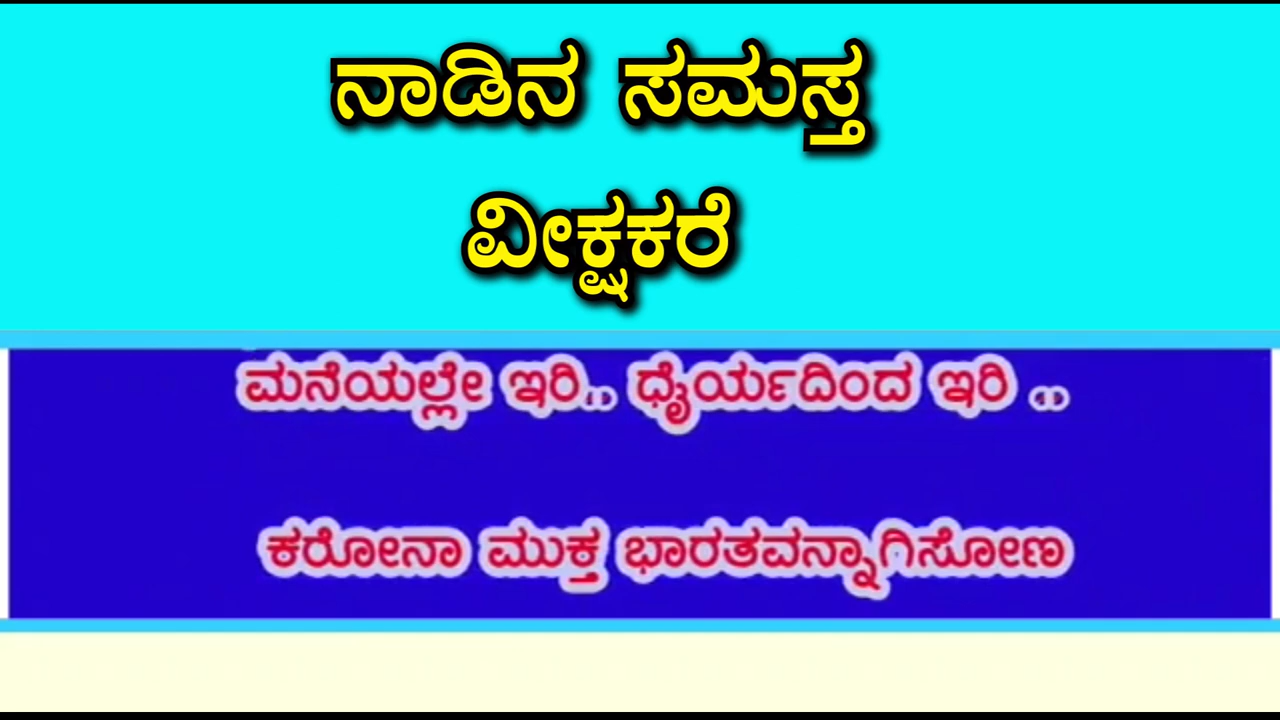 ನಾಡಿನ ಸಮಸ್ತ
ವೀಕ್ಷಕರೆ
ಮನೆಯಲ್ಲೇ ಇರಿ.. ಧೈರ್ಯದಿಂದ ಇರಿ ..
ಕರೋನಾ ಮುಕ್ತ ಭಾರತವನ್ನಾಗಿಸೋಣ